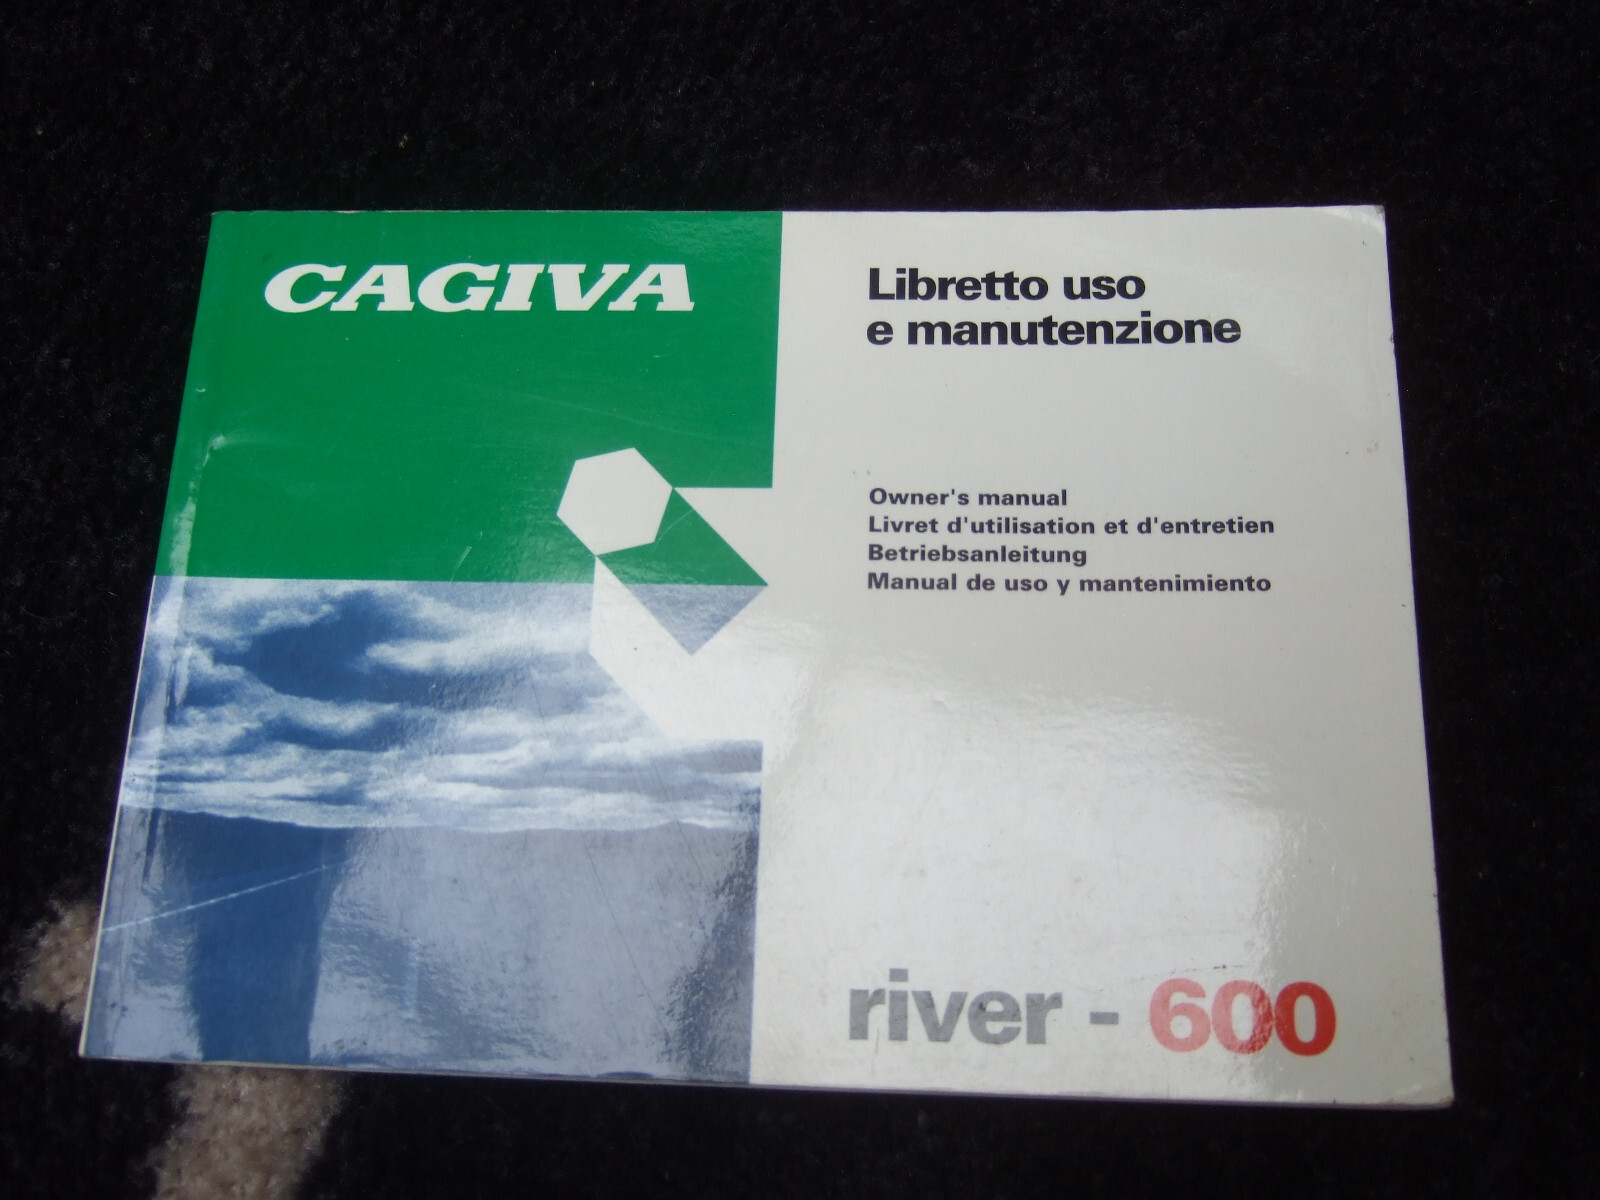 CAGIVA
Libretto uso
e manutenzione
Owner's manual
Livret d'utilisation et d'entretien
Betriebsanleitung
Manual de uso y mantenimiento
river - 600